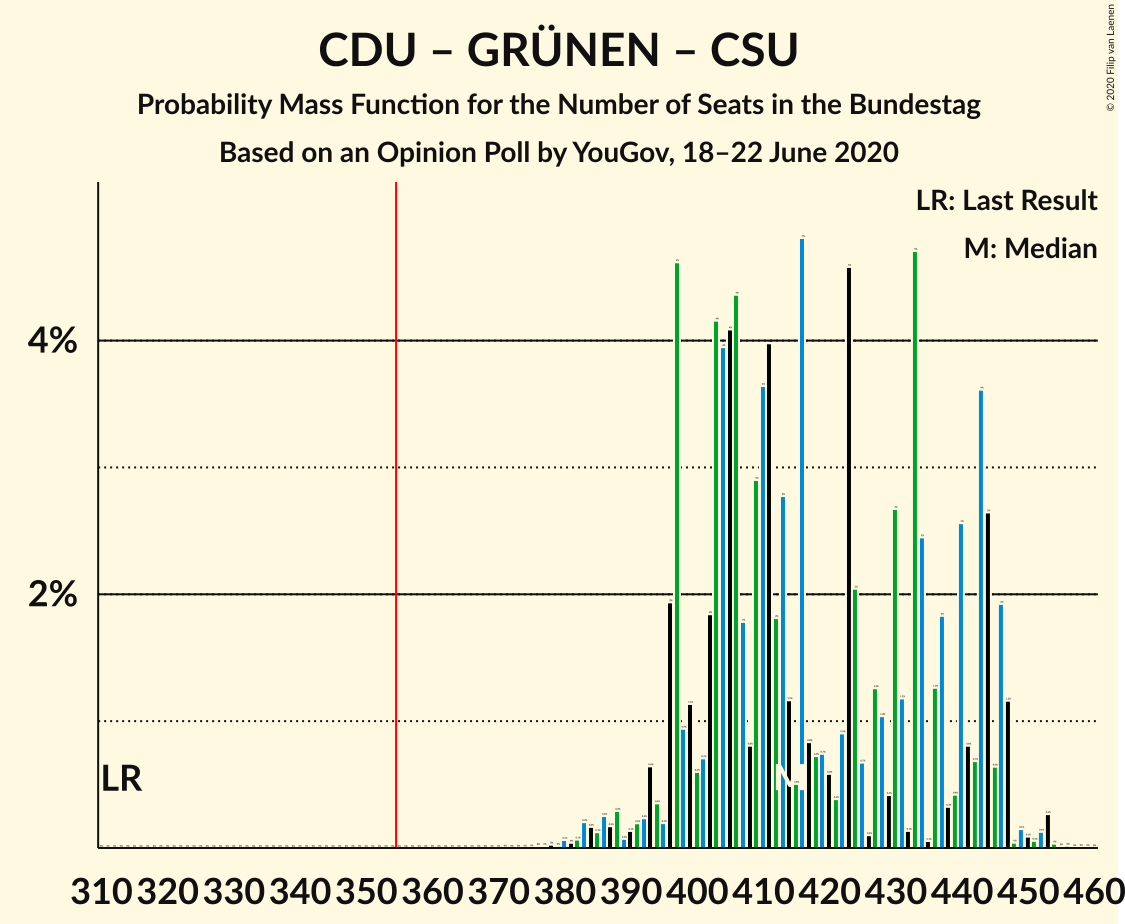 CDU – GRÜNEN – CSU
Probability Mass Function for the Number of Seats in the Bundestag
Based on an Opinion Poll by YouGov, 18–22 June 2020
© 2020 Filip van Laenen
LR: Last Result
M: Median
4%
2%
LR
M
310 320 330 340 350 360 370 380 390 400 410 420 430 440 450 460